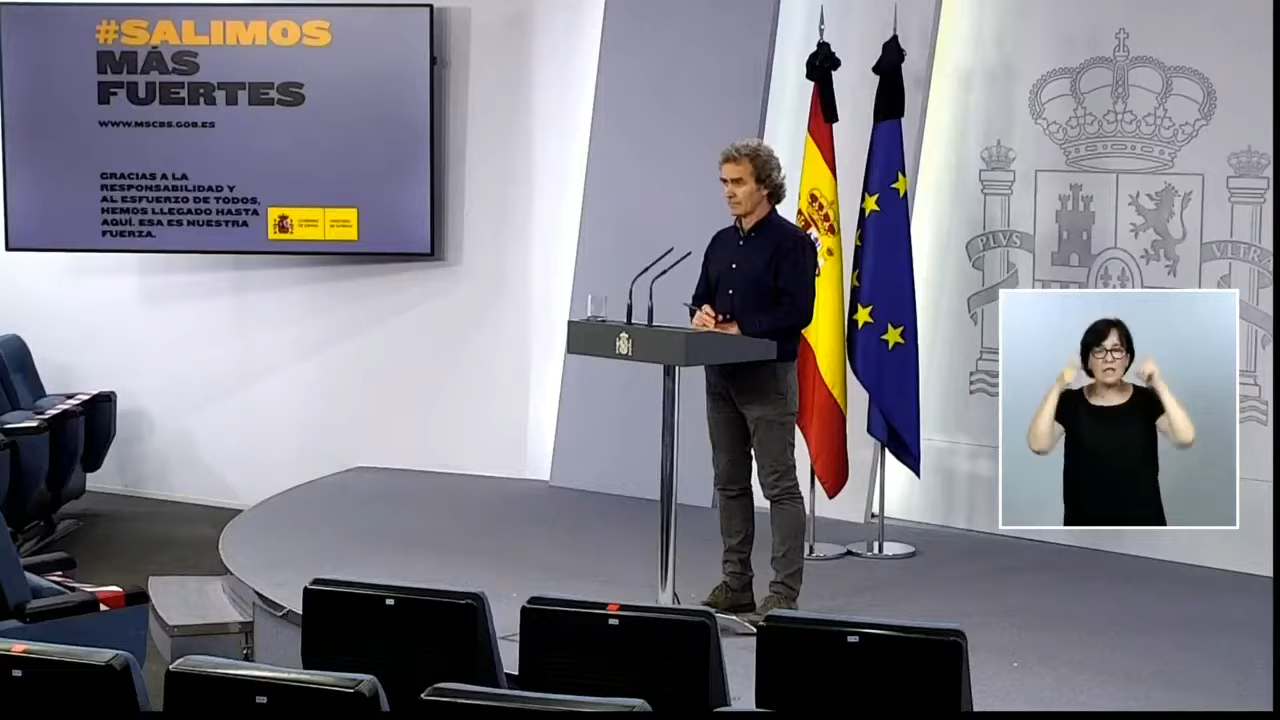 #SALIMOS
MÁS
FUERTES
WWW.MSCBS.GOB.ES
GRACIAS A LA
RESPONSABILIDAD Y
AL ESFUERZO DE TODOS,
HEMOS LLEGADO HASTA
AQUÍ. ESA ES NUESTRA
FUERZA.
PLVS
VLTRA